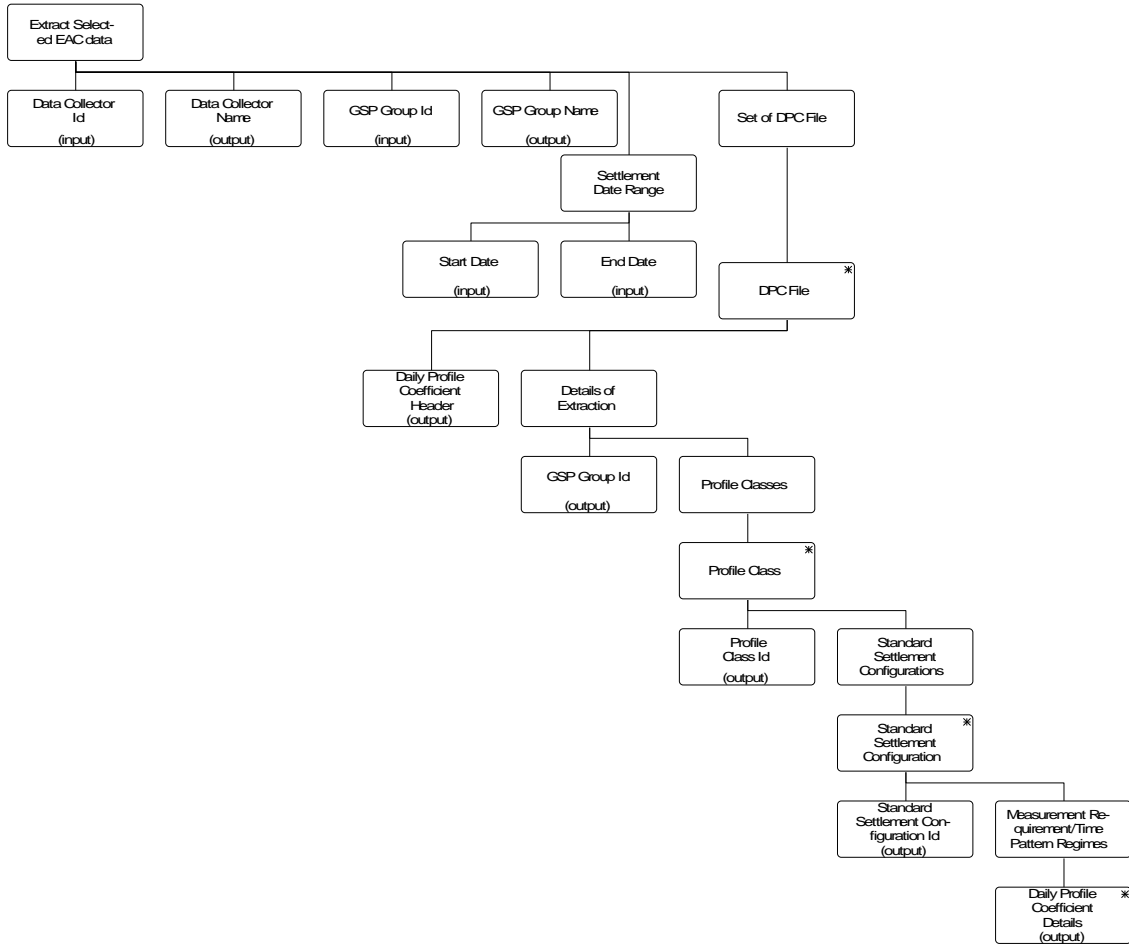 Extract Select-
ed EAC data
Data Collector
Id
(input)
Data Collector
Name
(output)
GSP Group Id
(input)
GSP Group Name
(output)
Set of DPC File
Settlement
Date Range
Start Date
(input)
End Date
(input)
*
DPC File
Daily Profile
Coefficient
Header
(output)
Details of
Extraction
GSP Group Id
(output)
Profile Classes
*
Profile Class
Profile
Class Id
(output)
Standard
Settlement
Configurations
*
Standard
Settlement
Configuration
Standard
Settlement Con-
figuration Id
(output)
Measurement Re-
quirement/Time
Pattern Regimes
*
Daily Profile
Coefficient
Details
(output)